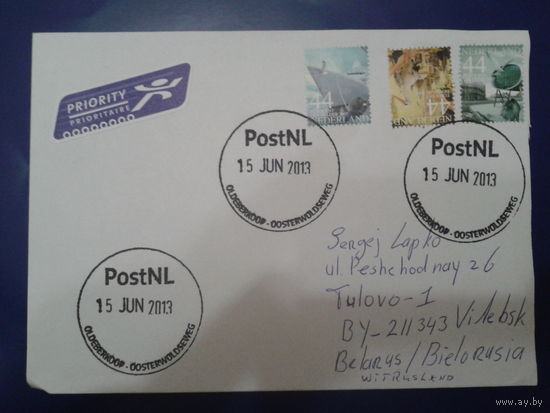 PRIORITY
PRIORITAIRE
44
NEDERLAND
44
NEDERLAND
44
PostNL
15 JUN 2013
OLDEBERKOOP - OOSTERWOLDSEWEG
PostNL
15 JUN 2013
OLDEBERKOOP - OOSTERWOLDSEWEG
PostNL
15 JUN 2013
OLDEBERKOOP - OOSTERWOLDSEWEG
Sergej Lapko
ul. Peshchodnay 26
Tulovo-1
BY-211343 Vitebsk
Belarus/Bielorusia
WITRUSLAND
www.ay.by